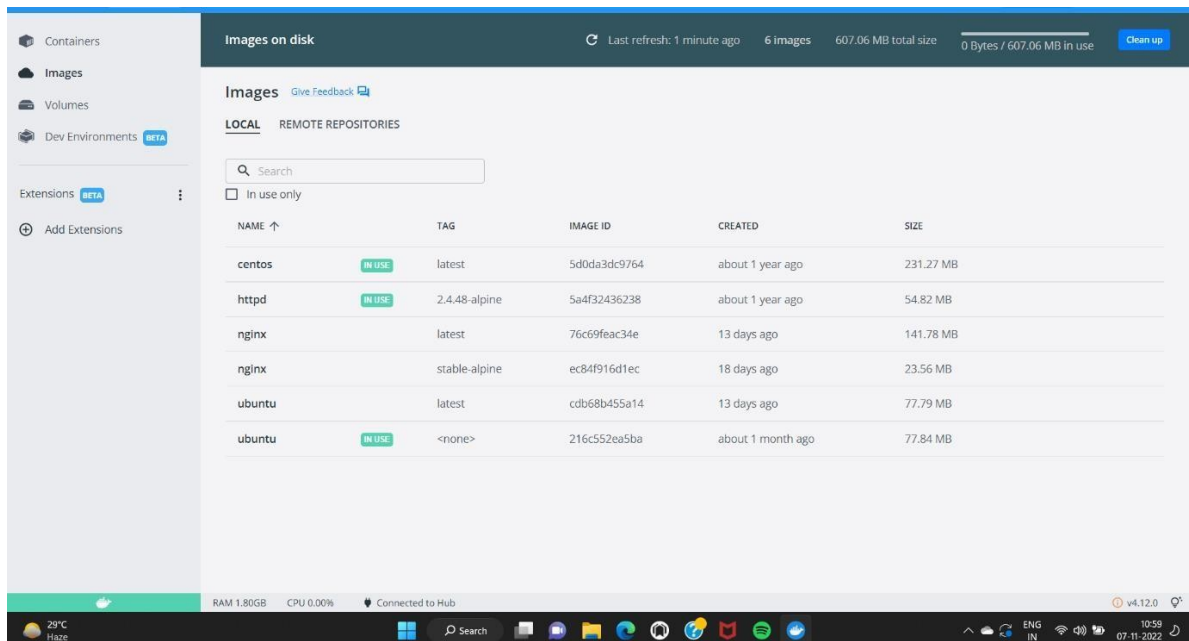 Containers
Images
Volumes
Dev Environments BETA
Extensions BETA
Add Extensions
Images on disk
Last refresh: 1 minute ago 6 images 607.06 MB total size 0 Bytes / 607.06 MB in use Clean up
Images Give Feedback
LOCAL REMOTE REPOSITORIES
Search
In use only
NAME TAG IMAGE ID CREATED SIZE
centos IN USE latest 5d0da3dc9764 about 1 year ago 231.27 MB
httpd IN USE 2.4.48-alpine 5a4f32436238 about 1 year ago 54.82 MB
nginx latest 76c69feac34e 13 days ago 141.78 MB
nginx stable-alpine ec84f916d1ec 18 days ago 23.56 MB
ubuntu latest cdb68b455a14 13 days ago 77.79 MB
ubuntu IN USE <none> 216c552ea5ba about 1 month ago 77.84 MB
RAM 1.80GB CPU 0.00% Connected to Hub v4.12.0
29°C
Haze
Search
ENG
IN
10:59
07-11-2022